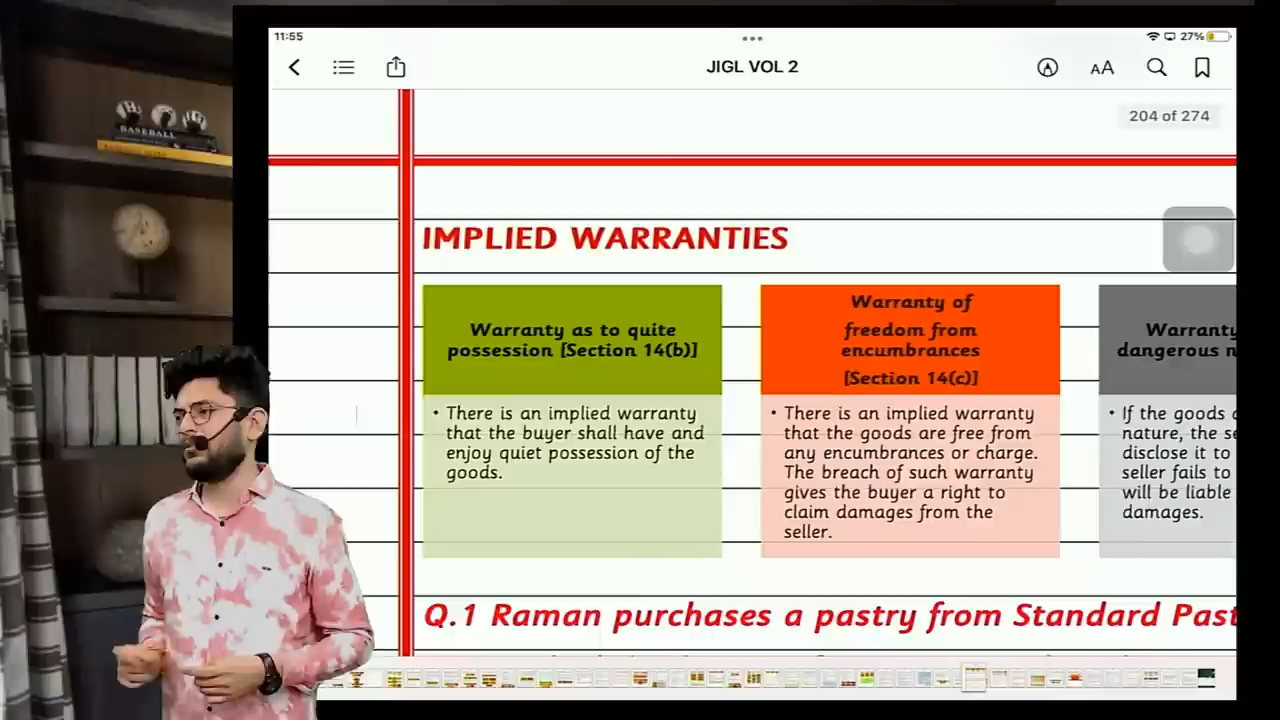 11:55
27%
JIGL VOL 2
AA
204 of 274
BASEBALL
IMPLIED WARRANTIES
Warranty as to quite
possession [Section 14(b)]
• There is an implied warranty
that the buyer shall have and
enjoy quiet possession of the
goods.
Warranty of
freedom from
encumbrances
[Section 14(c)]
• There is an implied warranty
that the goods are free from
any encumbrances or charge.
The breach of such warranty
gives the buyer a right to
claim damages from the
seller.
Warranty
dangerous n
• If the goods
nature, the se
disclose it to
seller fails to
will be liable
damages.
Q.1 Raman purchases a pastry from Standard Past